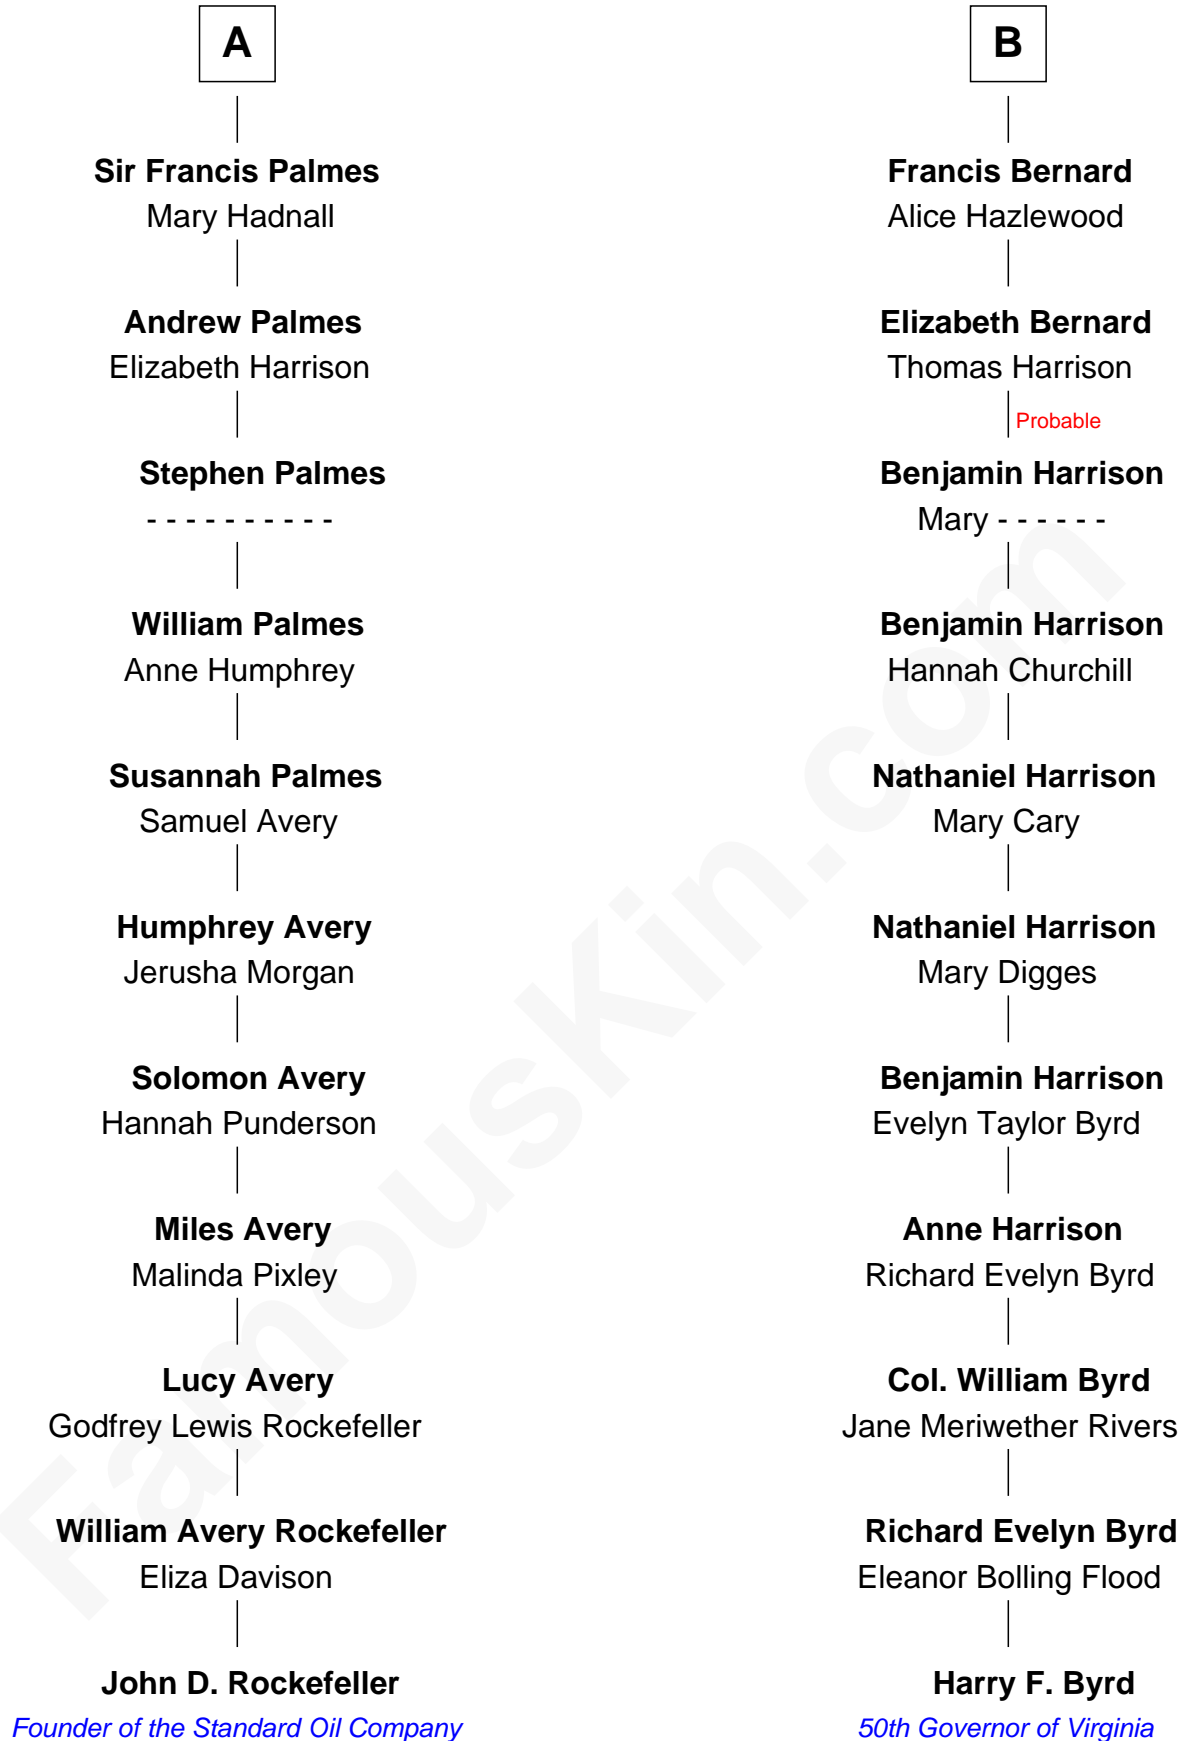 A
Sir Francis Palmes
Mary Hadnall
Andrew Palmes
Elizabeth Harrison
Stephen Palmes
- - - - - - - - - -
William Palmes
Anne Humphrey
Susannah Palmes
Samuel Avery
Humphrey Avery
Jerusha Morgan
Solomon Avery
Hannah Punderson
Miles Avery
Malinda Pixley
Lucy Avery
Godfrey Lewis Rockefeller
William Avery Rockefeller
Eliza Davison
John D. Rockefeller
Founder of the Standard Oil Company
B
Francis Bernard
Alice Hazlewood
Elizabeth Bernard
Thomas Harrison
Probable
Benjamin Harrison
Mary - - - - - -
Benjamin Harrison
Hannah Churchill
Nathaniel Harrison
Mary Cary
Nathaniel Harrison
Mary Digges
Benjamin Harrison
Evelyn Taylor Byrd
Anne Harrison
Richard Evelyn Byrd
Col. William Byrd
Jane Meriwether Rivers
Richard Evelyn Byrd
Eleanor Bolling Flood
Harry F. Byrd
50th Governor of Virginia
FamousKin.com